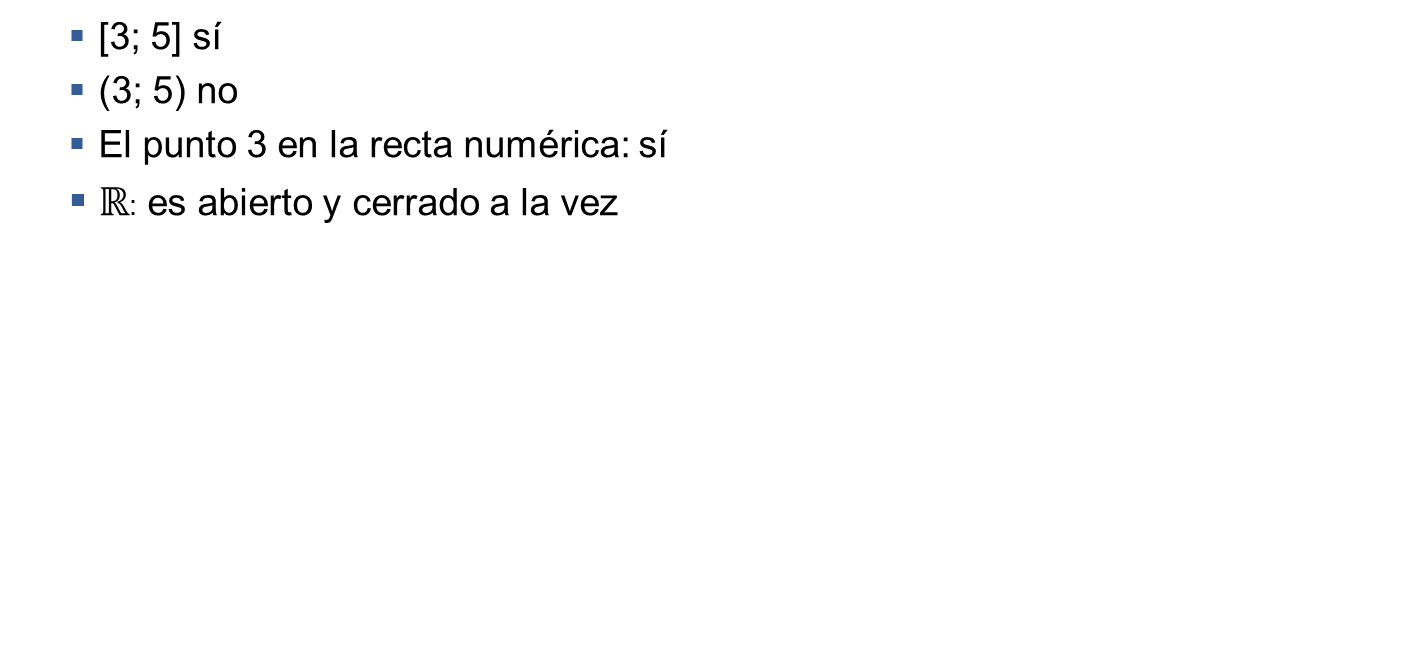 ▪ [3; 5] sí
▪ (3; 5) no
▪ El punto 3 en la recta numérica: sí
▪ ℝ: es abierto y cerrado a la vez